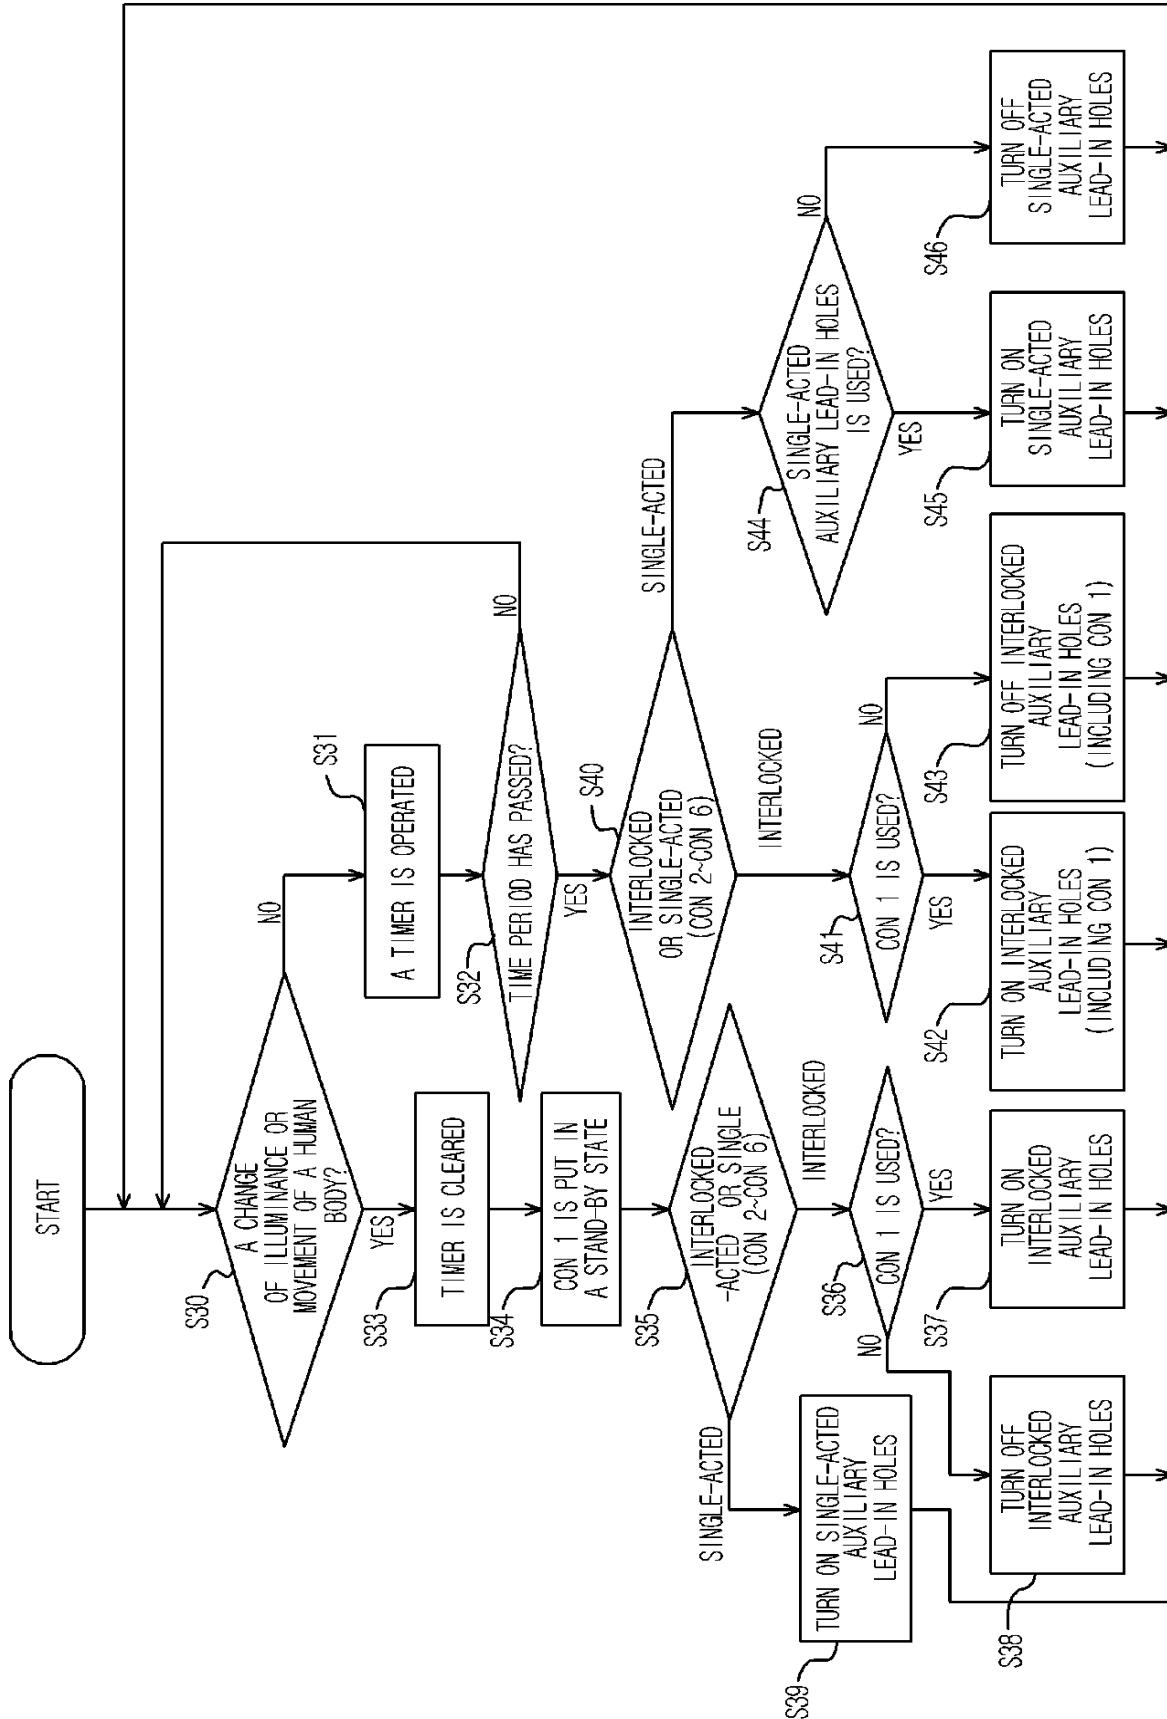 START
S30
A CHANGE
OF ILLUMINANCE OR
MOVEMENT OF A HUMAN
BODY?
NO
YES
S31
A TIMER IS OPERATED
S32
TIME PERIOD HAS PASSED?
NO
YES
S33
TIMER IS CLEARED
S34
CON 1 IS PUT IN
A STAND-BY STATE
S35
INTERLOCKED
-ACTED OR SINGLE
(CON 2~CON 6)
SINGLE-ACTED
INTERLOCKED
S40
INTERLOCKED
OR SINGLE-ACTED
(CON 2~CON 6)
SINGLE-ACTED
INTERLOCKED
S39
TURN ON SINGLE-ACTED
AUXILIARY
LEAD-IN HOLES
S36
CON 1 IS USED?
NO
YES
S41
CON 1 IS USED?
NO
YES
S44
SINGLE-ACTED
AUXILIARY LEAD-IN HOLES
IS USED?
NO
YES
S38
TURN OFF
INTERLOCKED
AUXILIARY
LEAD-IN HOLES
S37
TURN ON
INTERLOCKED
AUXILIARY
LEAD-IN HOLES
S42
TURN ON INTERLOCKED
AUXILIARY
LEAD-IN HOLES
(INCLUDING CON 1)
S43
TURN OFF INTERLOCKED
AUXILIARY
LEAD-IN HOLES
(INCLUDING CON 1)
S45
TURN ON
SINGLE-ACTED
AUXILIARY
LEAD-IN HOLES
S46
TURN OFF
SINGLE-ACTED
AUXILIARY
LEAD-IN HOLES